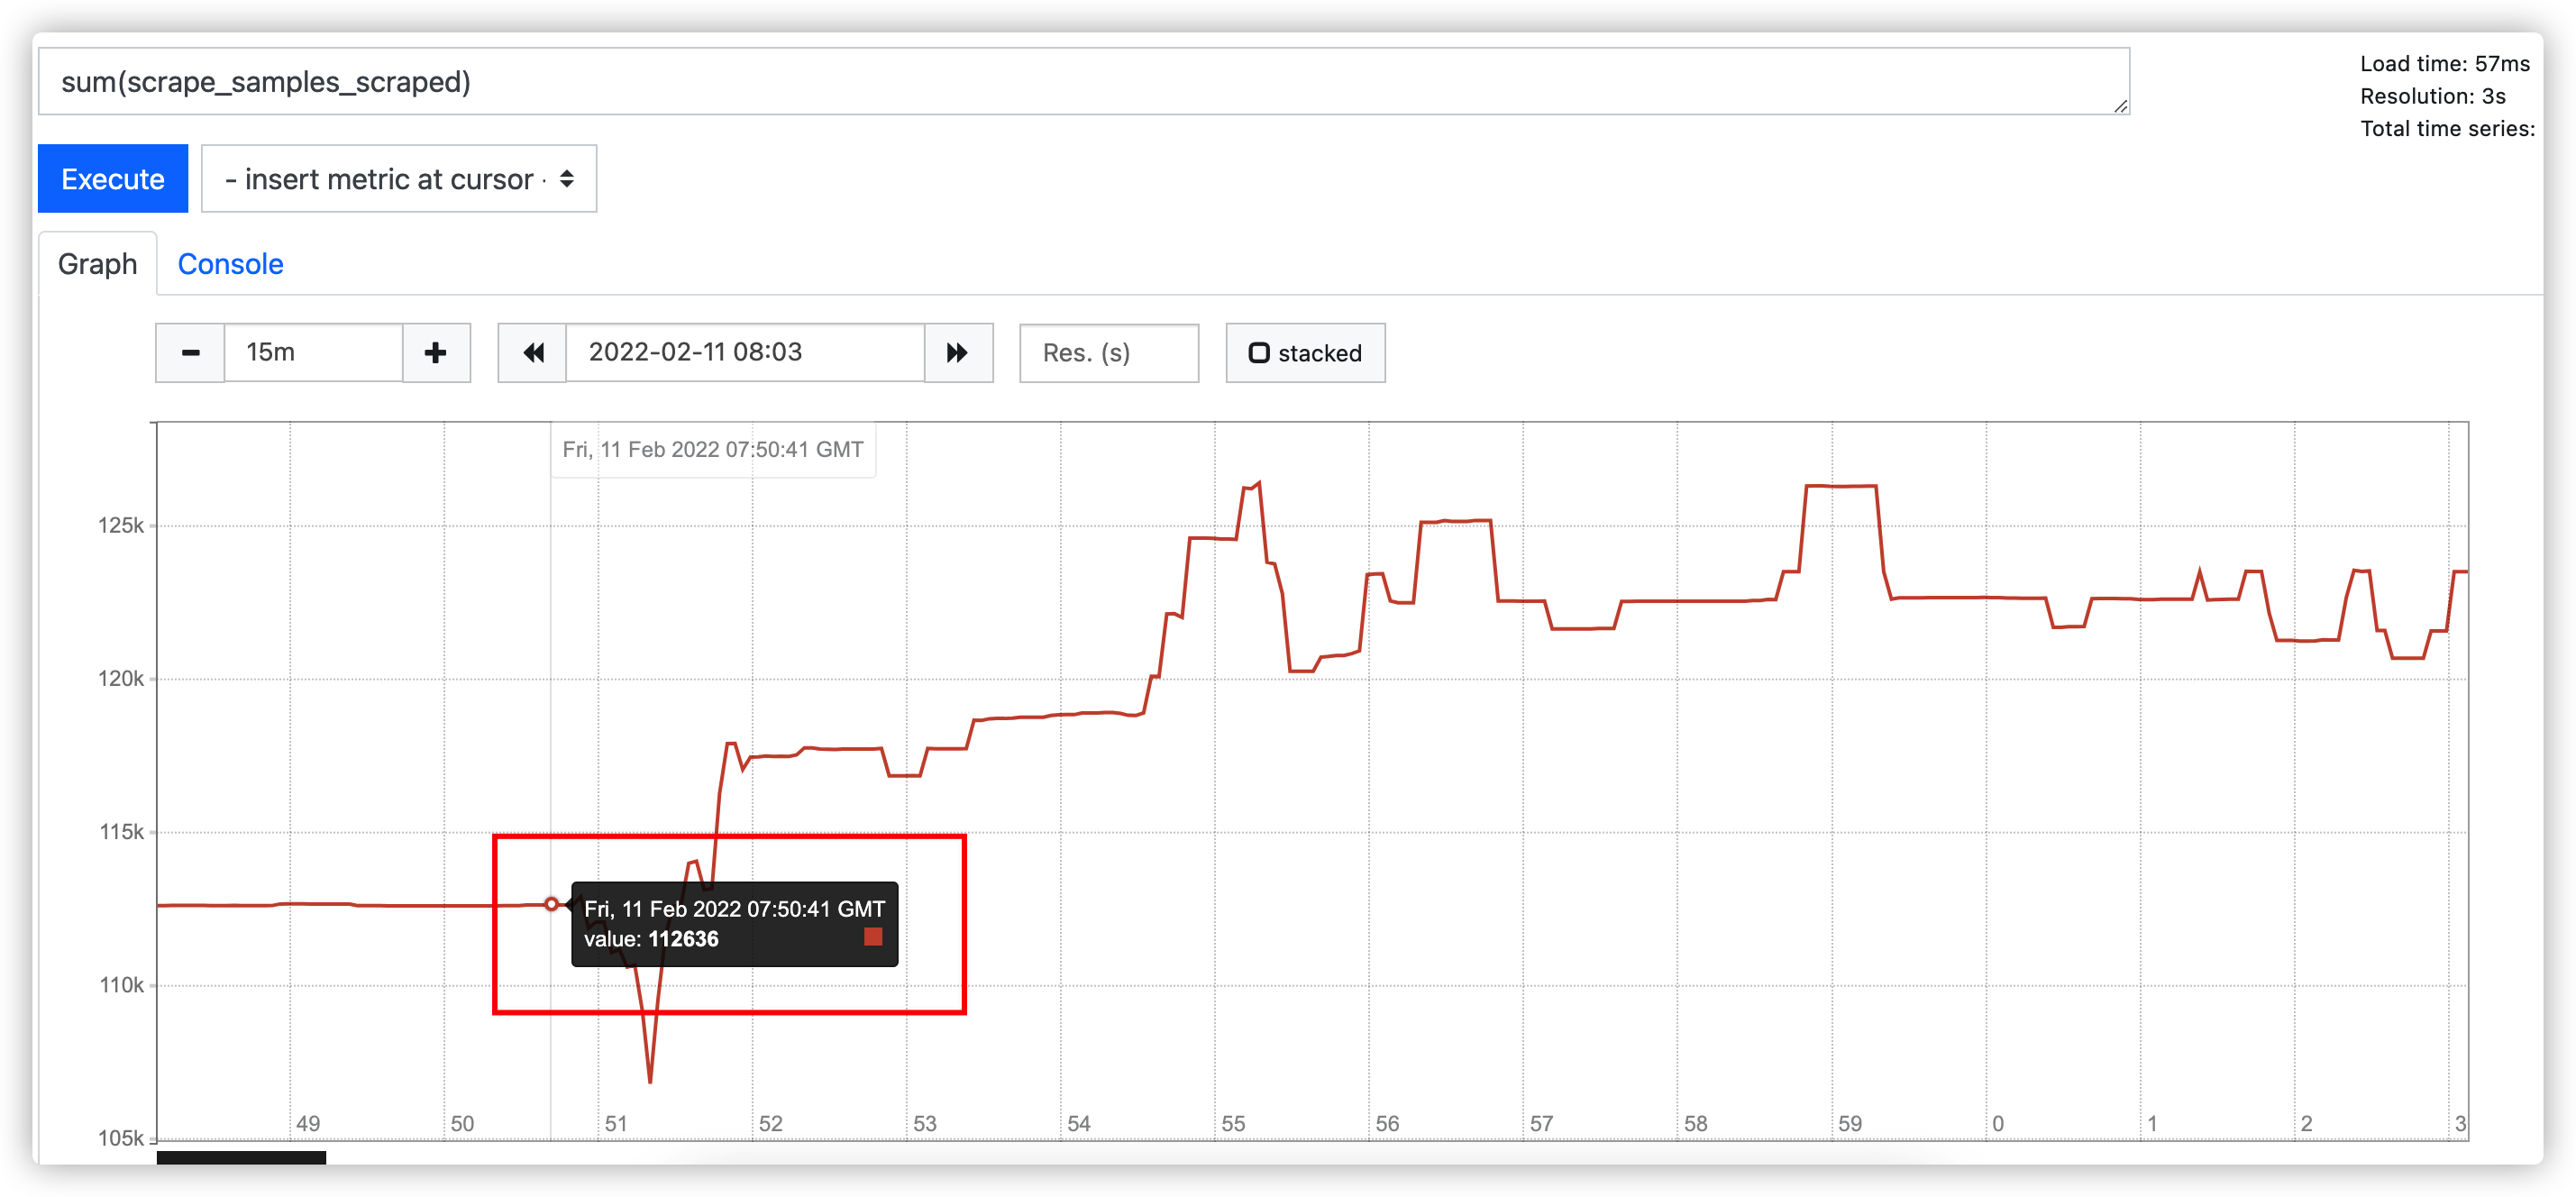 sum(scrape_samples_scraped)
Load time: 57ms
Resolution: 3s
Total time series:
Execute
- insert metric at cursor -
Graph
Console
15m
2022-02-11 08:03
Res. (s)
stacked
Fri, 11 Feb 2022 07:50:41 GMT
125k
120k
115k
Fri, 11 Feb 2022 07:50:41 GMT
value: 112636
110k
105k
49 50 51 52 53 54 55 56 57 58 59 0 1 2 3